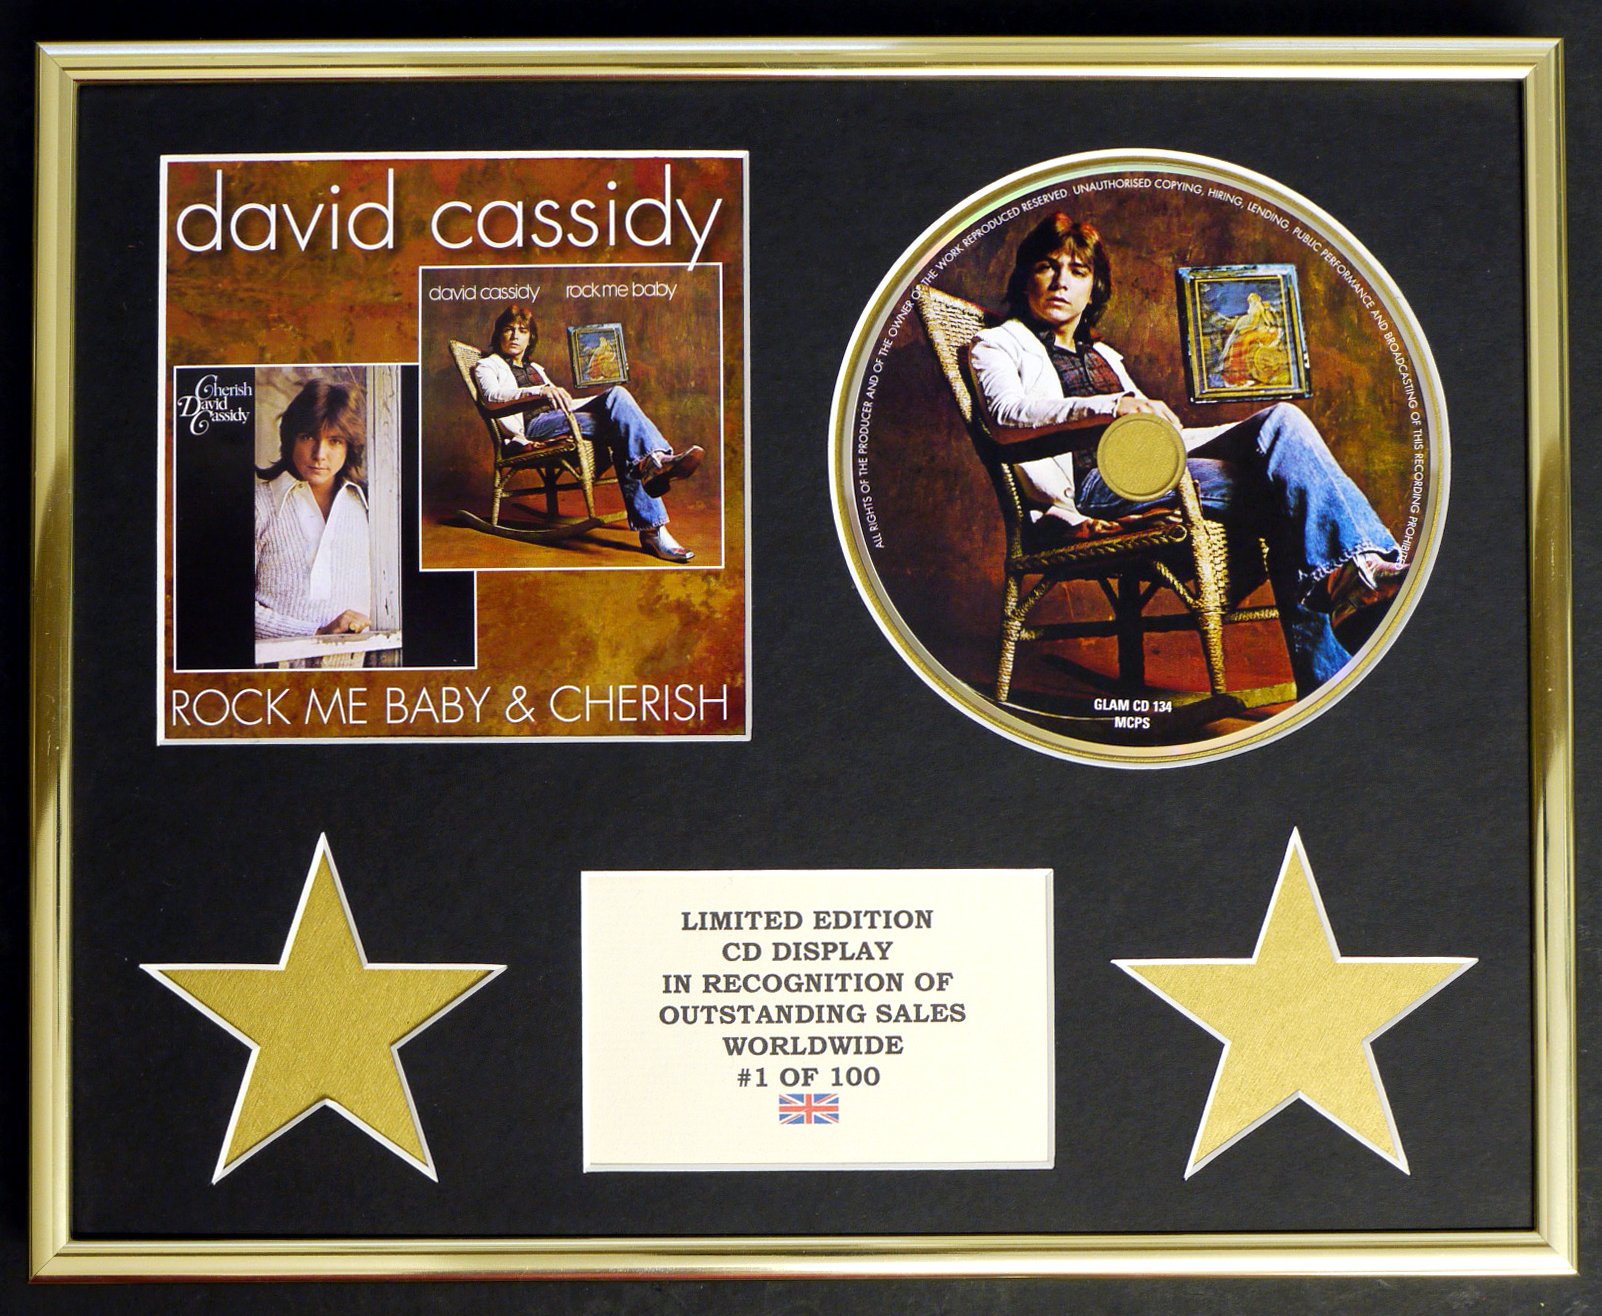 david cassidy
david cassidy rock me baby
Cherish
David
Cassidy
ROCK ME BABY & CHERISH
ALL RIGHTS OF THE PRODUCER AND OF THE OWNER OF THE WORK REPRODUCED RESERVED. UNAUTHORISED COPYING, HIRING, LENDING, PUBLIC PERFORMANCE AND BROADCASTING OF THIS RECORDING PROHIBITED
GLAM CD 134
MCPS
LIMITED EDITION
CD DISPLAY
IN RECOGNITION OF
OUTSTANDING SALES
WORLDWIDE
#1 OF 100